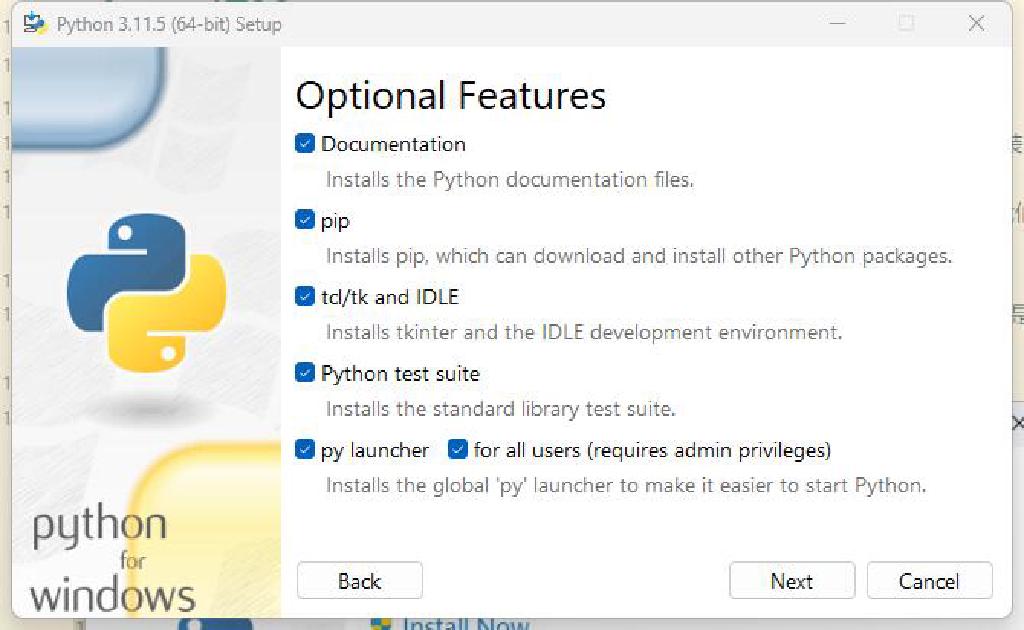 Python 3.11.5 (64-bit) Setup
Optional Features
Documentation
Installs the Python documentation files.
pip
Installs pip, which can download and install other Python packages.
td/tk and IDLE
Installs tkinter and the IDLE development environment.
Python test suite
Installs the standard library test suite.
py launcher for all users (requires admin privileges)
Installs the global 'py' launcher to make it easier to start Python.
python
for
windows
Back Next Cancel
Install Now